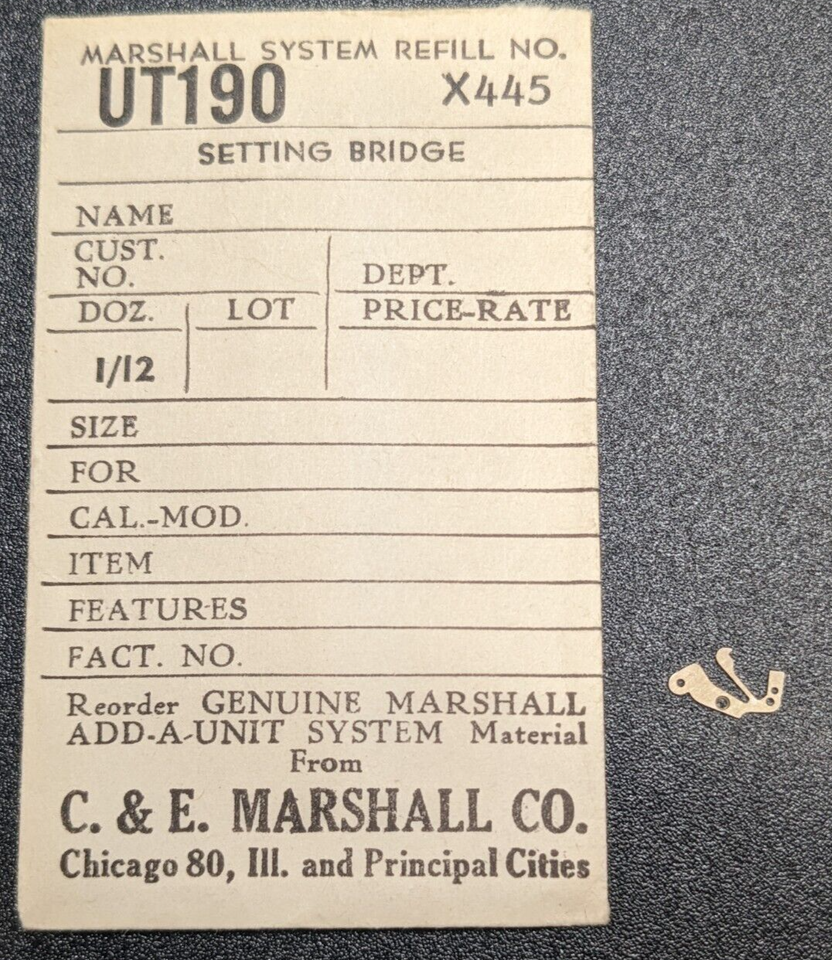 MARSHALL SYSTEM REFILL NO.
UT190 X445
SETTING BRIDGE
NAME
CUST.
NO. DEPT.
DOZ. LOT PRICE-RATE
1/12
SIZE
FOR
CAL.-MOD.
ITEM
FEATURES
FACT. NO.
Reorder GENUINE MARSHALL
ADD-A-UNIT SYSTEM Material
From
C. & E. MARSHALL CO.
Chicago 80, Ill. and Principal Cities